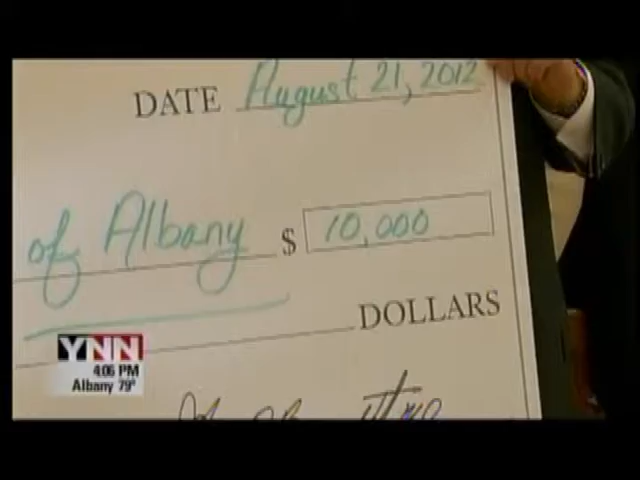 DATE August 21, 2012
of Albany $ 10,000
DOLLARS
YNN
4:06 PM
Albany 79°